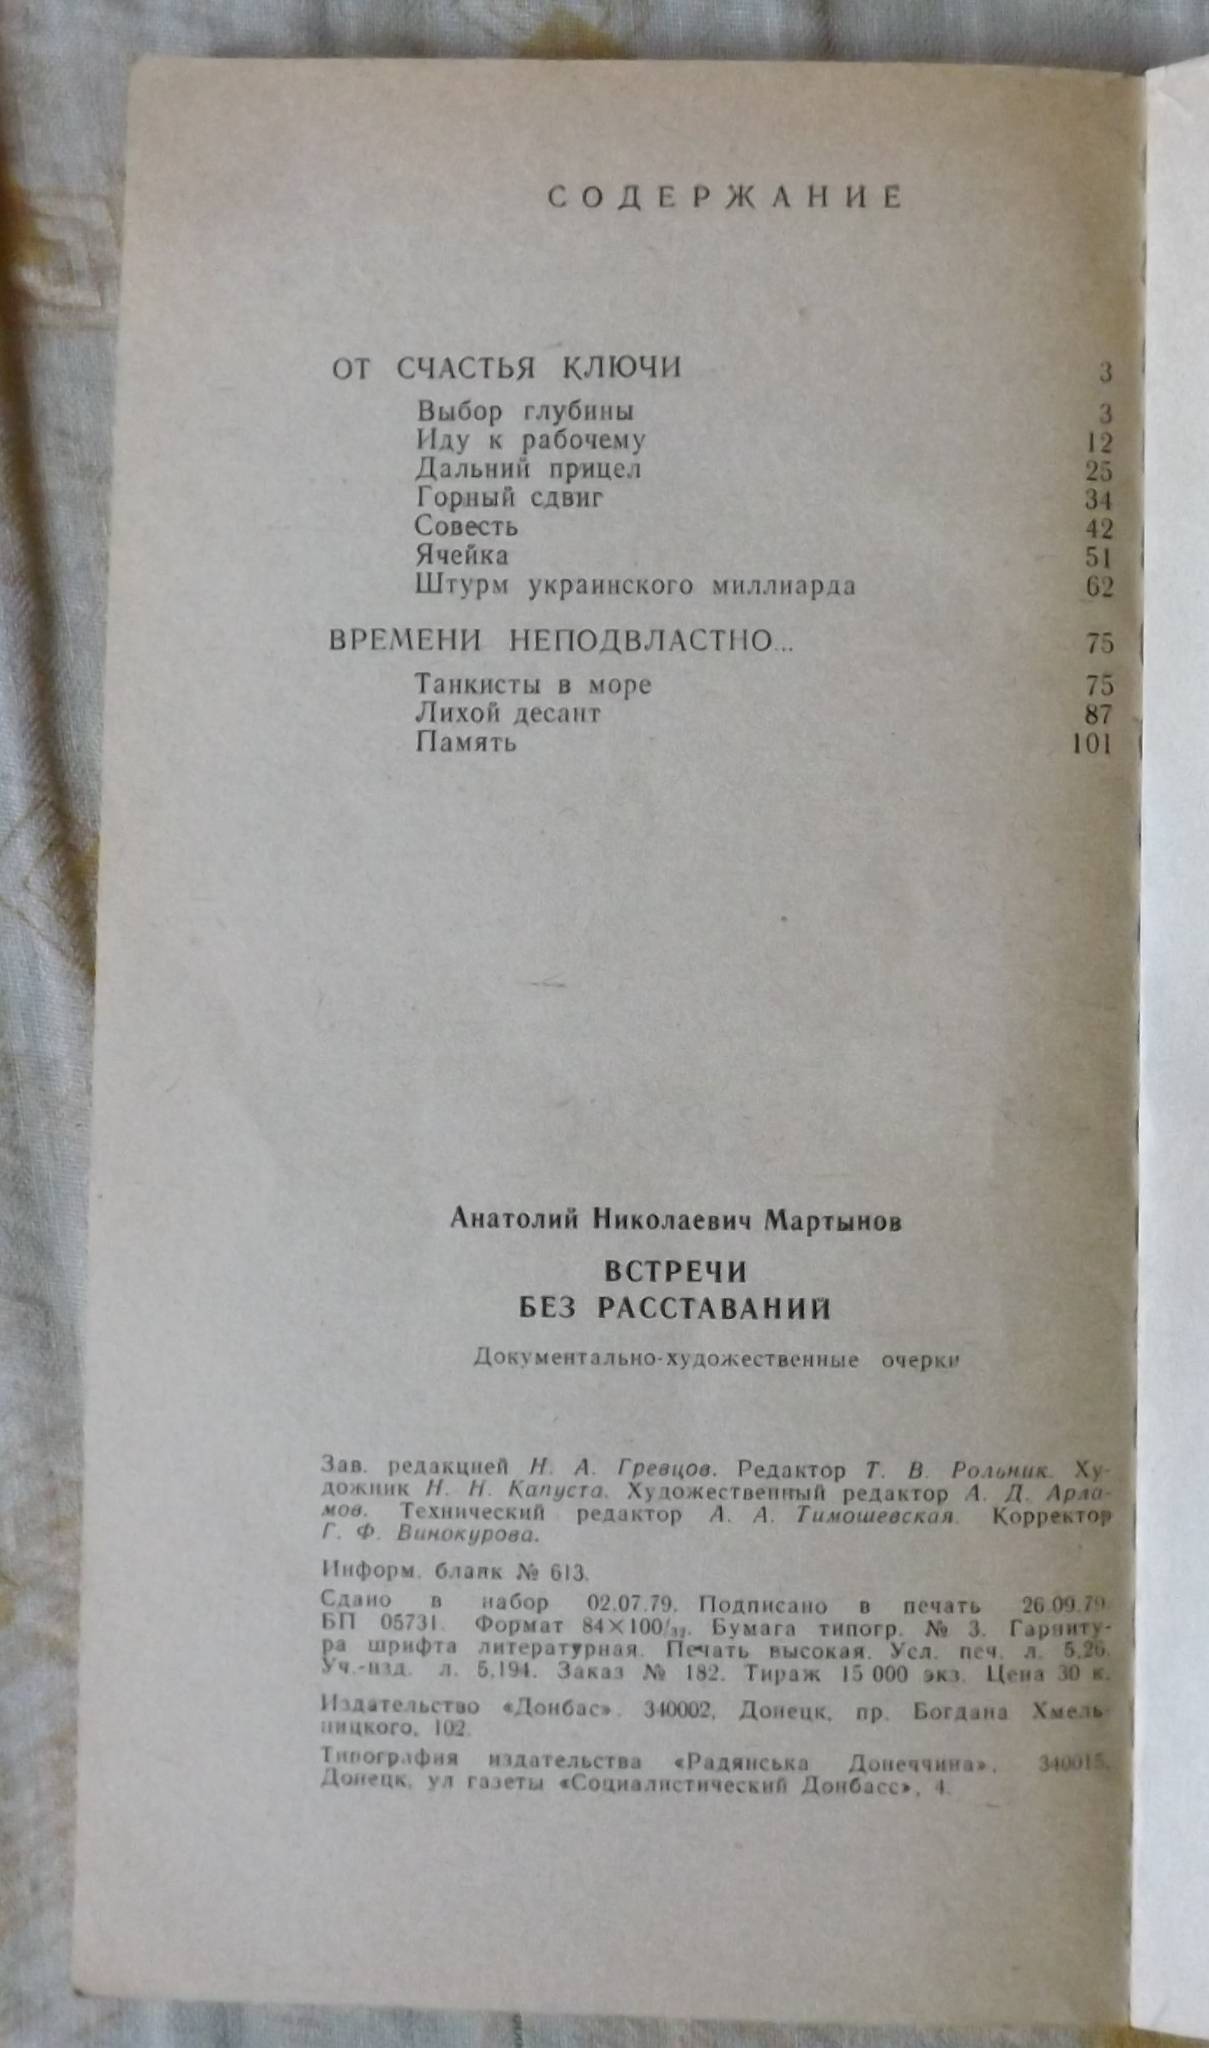 СОДЕРЖАНИЕ
ОТ СЧАСТЬЯ КЛЮЧИ 3
Выбор глубины 3
Иду к рабочему 12
Дальний прицел 25
Горный сдвиг 34
Совесть 42
Ячейка 51
Штурм украинского миллиарда 62
ВРЕМЕНИ НЕПОДВЛАСТНО... 75
Танкисты в море 75
Лихой десант 87
Память 101
Анатолий Николаевич Мартынов
ВСТРЕЧИ
БЕЗ РАССТАВАНИЙ
Документально-художественные очерки
Зав. редакцией Н. А. Гревцов. Редактор Т. В. Рольник. Ху-
дожник Н. Н. Капуста. Художественный редактор А. Д. Арла-
мов. Технический редактор А. А. Тимошевская. Корректор
Г. Ф. Винокурова.
Информ. бланк № 613.
Сдано в набор 02.07.79. Подписано в печать 26.09.79.
БП 05731. Формат 84×100/32. Бумага типогр. № 3. Гарниту-
ра шрифта литературная. Печать высокая. Усл. печ. л. 5,26.
Уч.-изд. л. 5,194. Заказ № 182. Тираж 15 000 экз. Цена 30 к.
Издательство «Донбас». 340002, Донецк, пр. Богдана Хмель-
ницкого, 102.
Типография издательства «Радянська Донеччина», 340015,
Донецк, ул газеты «Социалистический Донбасс», 4.